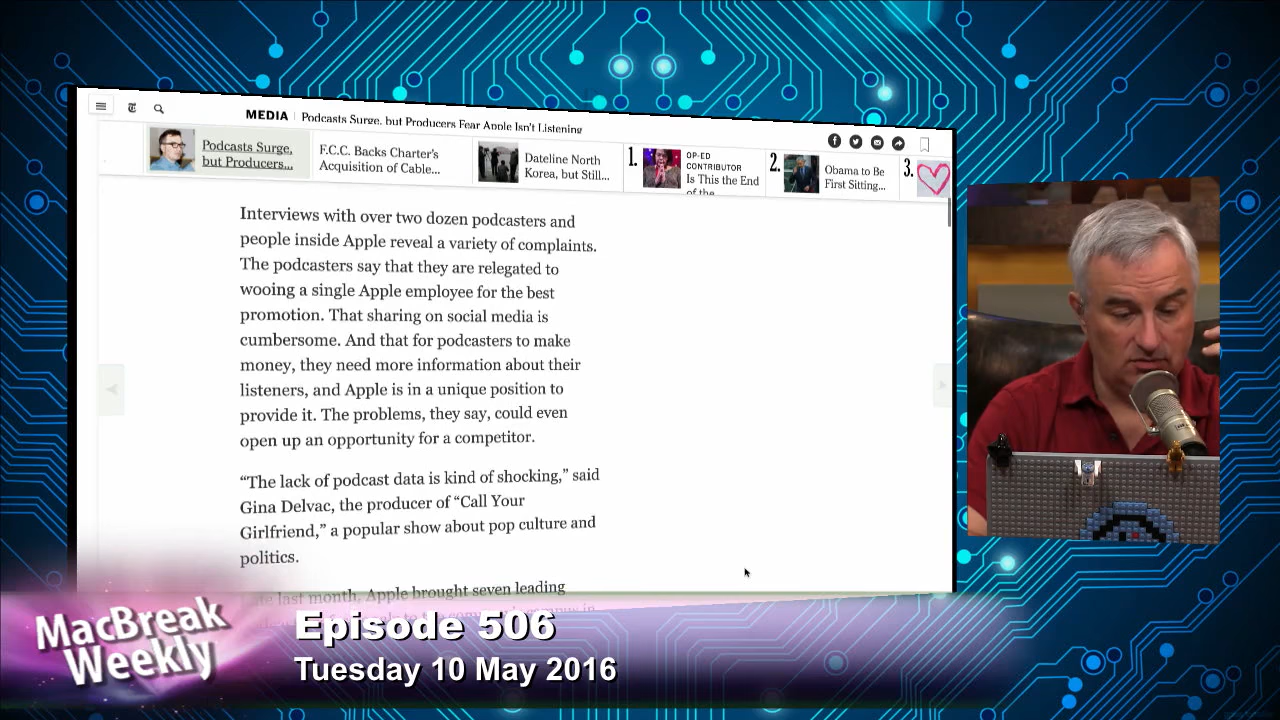 MEDIA Podcasts Surge, but Producers Fear Apple Isn't Listening
Podcasts Surge,
but Producers...
F.C.C. Backs Charter's
Acquisition of Cable...
Dateline North
Korea, but Still...
1.
OP-ED
CONTRIBUTOR
Is This the End
of the
2.
Obama to Be
First Sitting...
3.
Interviews with over two dozen podcasters and
people inside Apple reveal a variety of complaints.
The podcasters say that they are relegated to
wooing a single Apple employee for the best
promotion. That sharing on social media is
cumbersome. And that for podcasters to make
money, they need more information about their
listeners, and Apple is in a unique position to
provide it. The problems, they say, could even
open up an opportunity for a competitor.
“The lack of podcast data is kind of shocking,” said
Gina Delvac, the producer of “Call Your
Girlfriend,” a popular show about pop culture and
politics.
last month, Apple brought seven leading
MacBreak
Weekly
Episode 506
Tuesday 10 May 2016